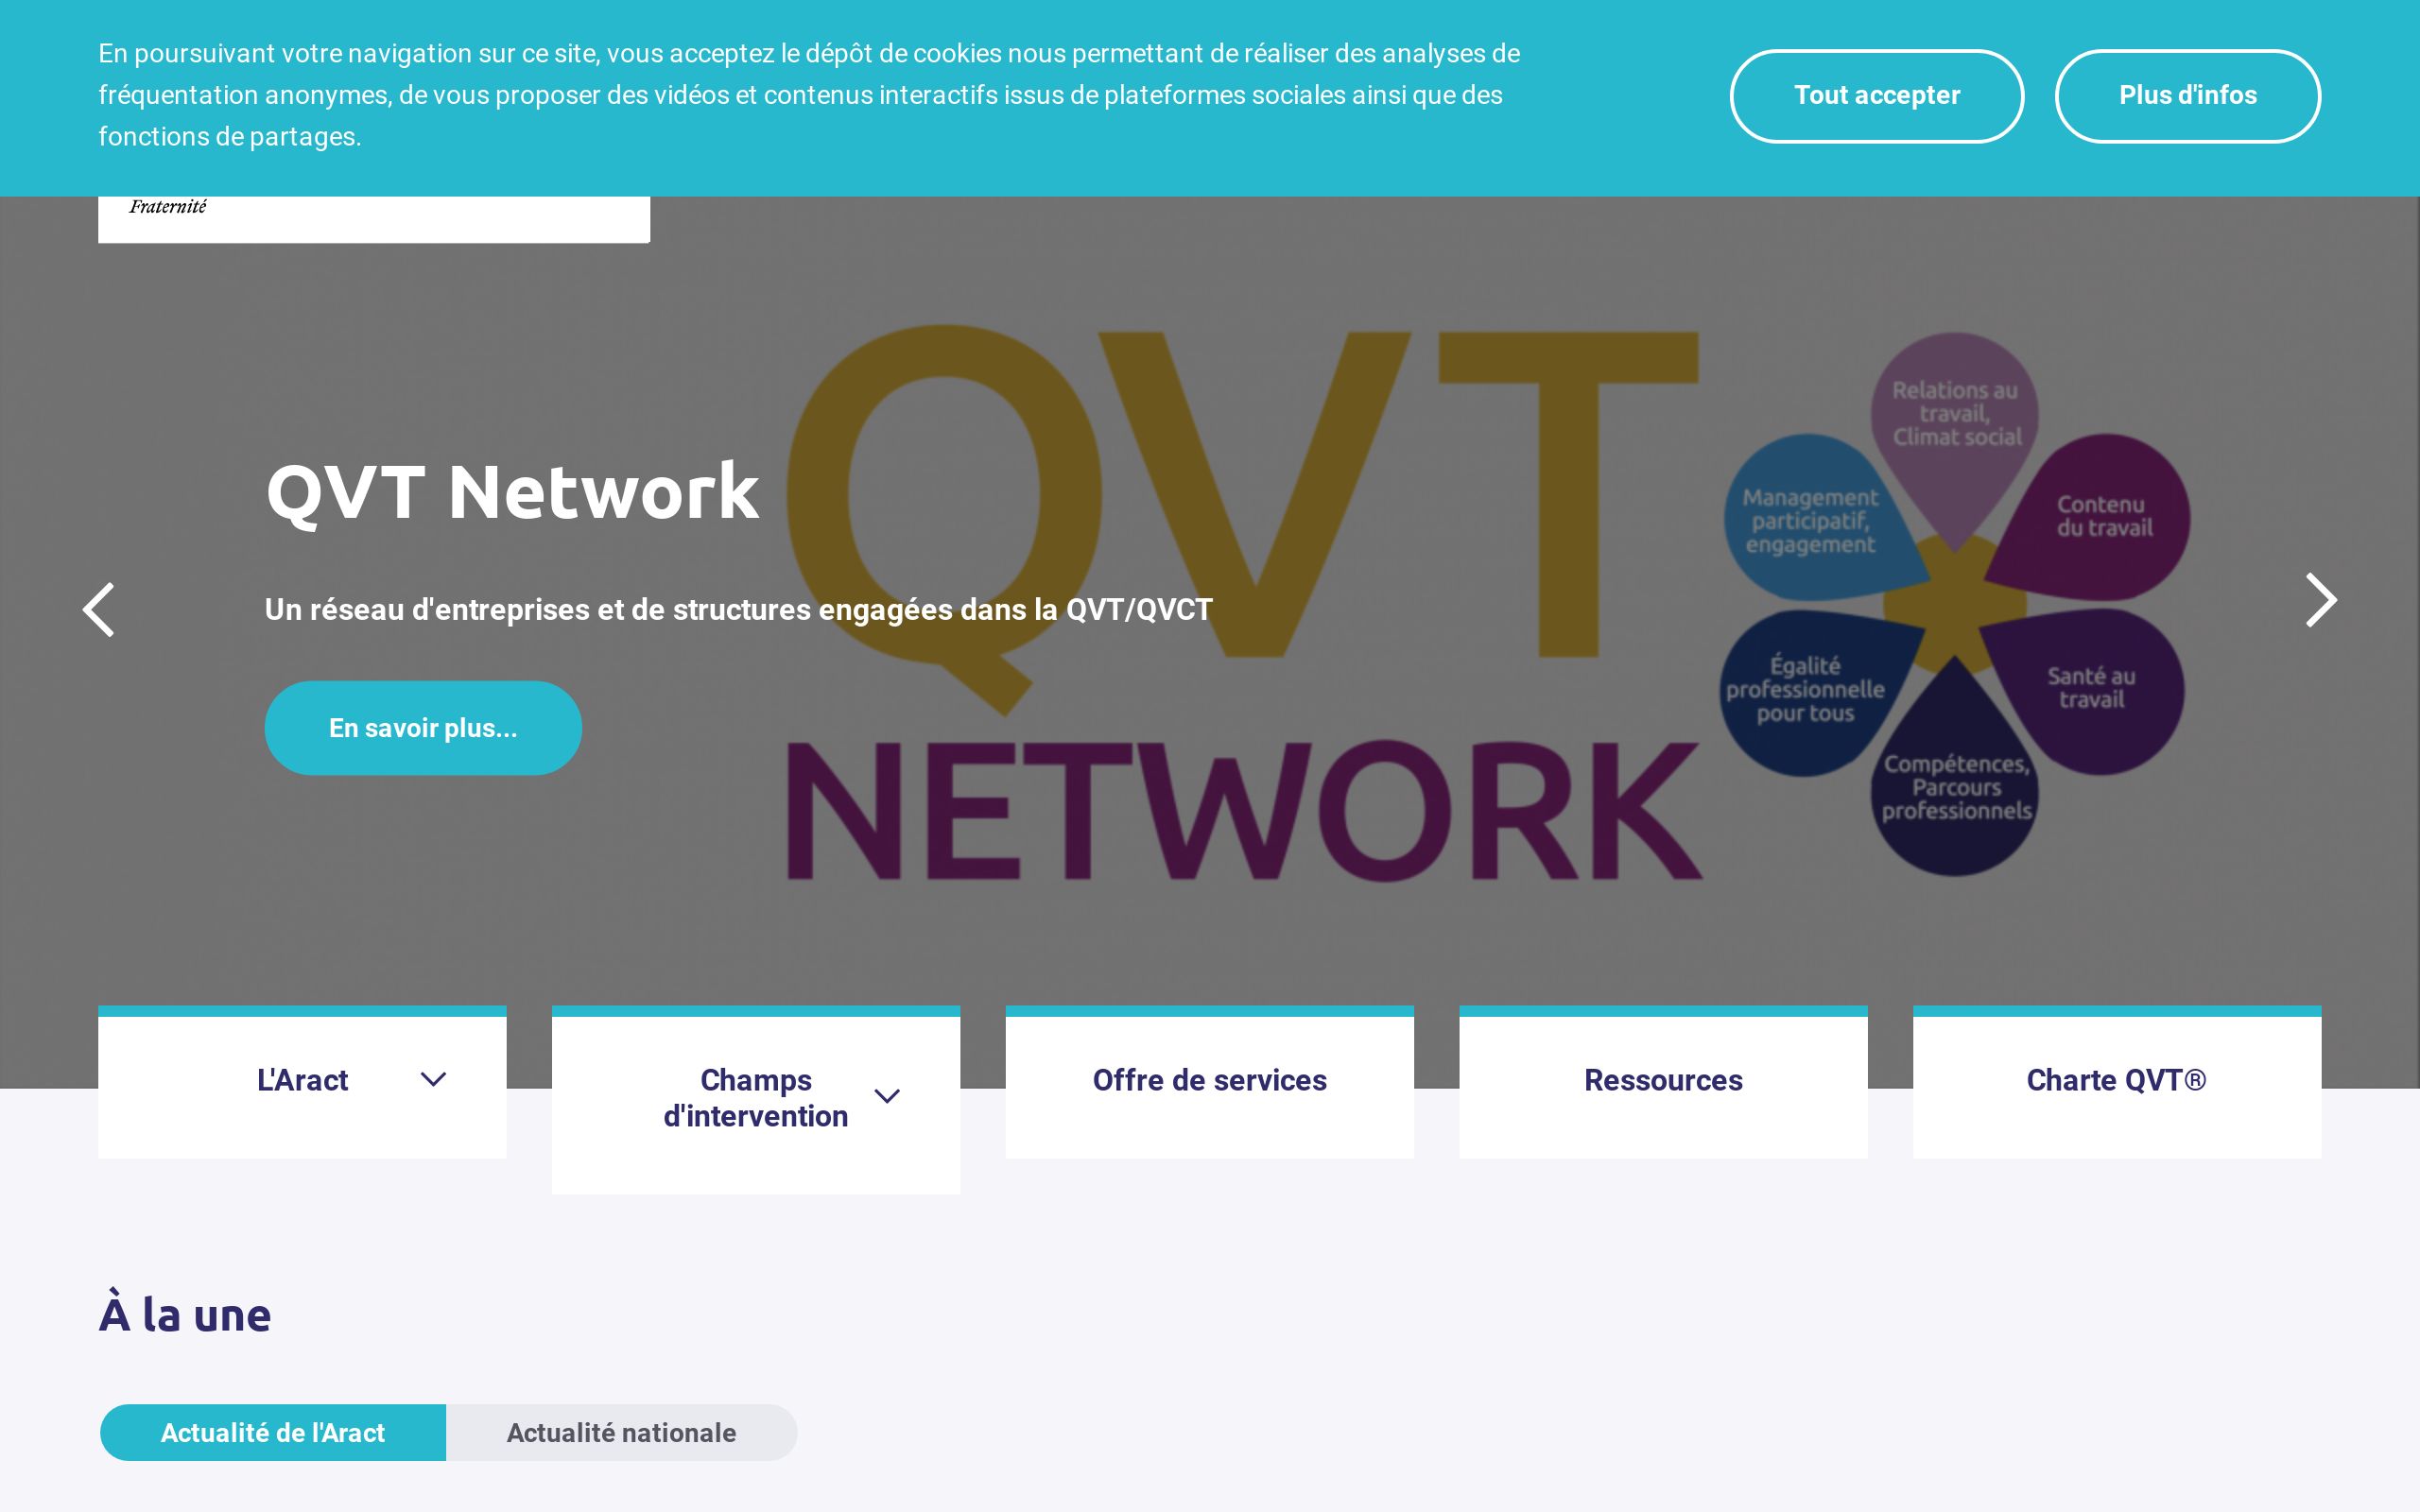 En poursuivant votre navigation sur ce site, vous acceptez le dépôt de cookies nous permettant de réaliser des analyses de
fréquentation anonymes, de vous proposer des vidéos et contenus interactifs issus de plateformes sociales ainsi que des
fonctions de partages.
Tout accepter
Plus d'infos
Fraternité
QVT
NETWORK
Relations au
travail,
Climat social
Management
participatif,
engagement
Contenu
du travail
Égalité
professionnelle
pour tous
Santé au
travail
Compétences,
Parcours
professionnels
QVT Network
Un réseau d'entreprises et de structures engagées dans la QVT/QVCT
En savoir plus...
L'Aract
Champs
d'intervention
Offre de services
Ressources
Charte QVT®
À la une
Actualité de l'Aract
Actualité nationale